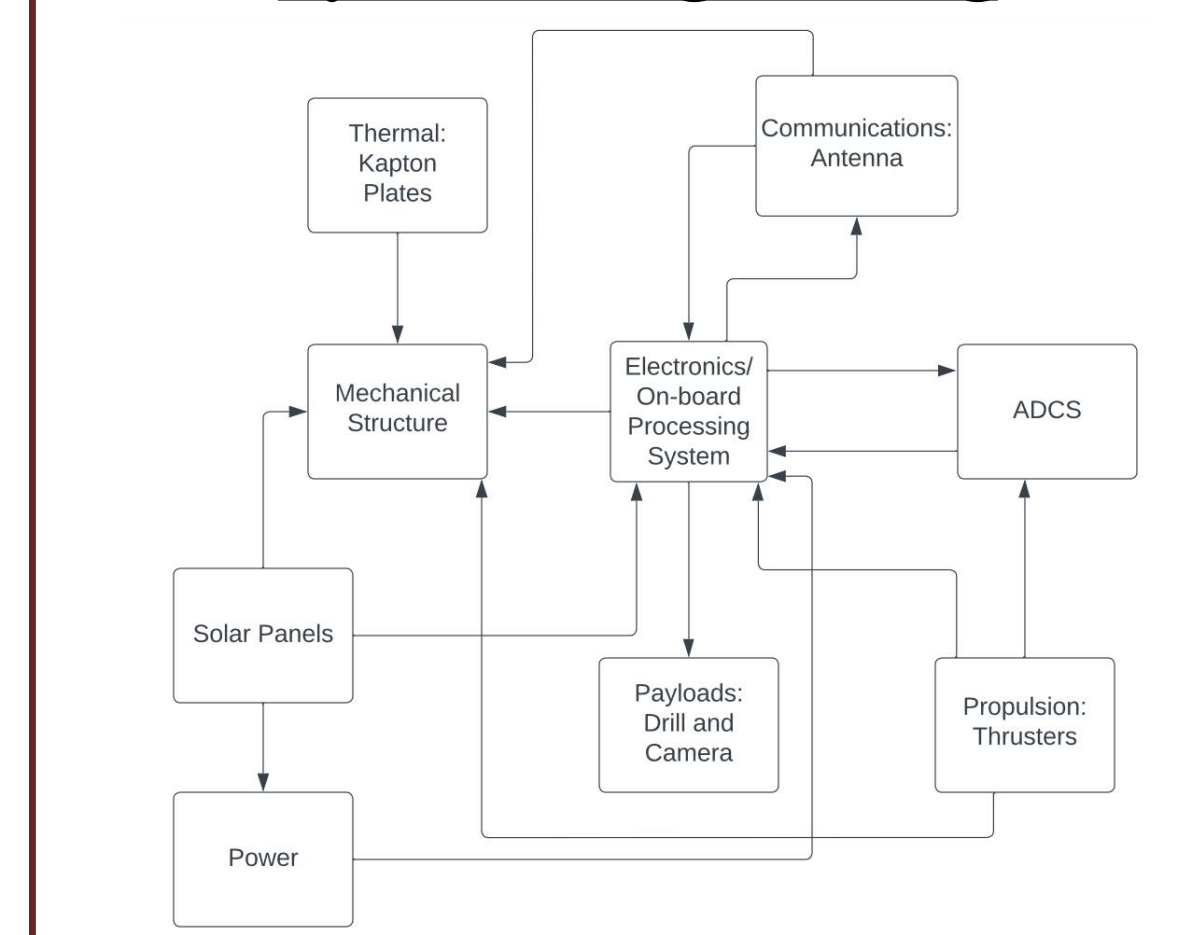 Thermal:
Kapton
Plates
Communications:
Antenna
Mechanical
Structure
Electronics/
On-board
Processing
System
ADCS
Solar Panels
Payloads:
Drill and
Camera
Propulsion:
Thrusters
Power